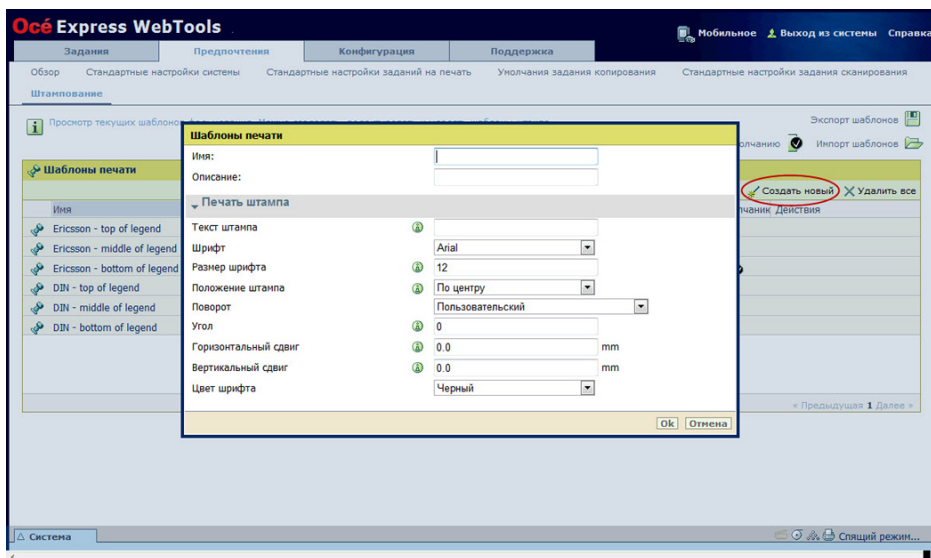 Océ Express WebTools
Мобильное Выход из системы Справка
Задания Предпочтения Конфигурация Поддержка
Обзор Стандартные настройки системы Стандартные настройки заданий на печать Умолчания задания копирования Стандартные настройки задания сканирования
Штампование
Просмотр текущих шаблонов
Экспорт шаблонов
Импорт шаблонов
Шаблоны печати
Создать новый Удалить все
Имя Действия
Ericsson - top of legend
Ericsson - middle of legend
Ericsson - bottom of legend
DIN - top of legend
DIN - middle of legend
DIN - bottom of legend
« Предыдущая 1 Далее »
Шаблоны печати
Имя:
Описание:
Печать штампа
Текст штампа
Шрифт Arial
Размер шрифта 12
Положение штампа По центру
Поворот Пользовательский
Угол 0
Горизонтальный сдвиг 0.0 mm
Вертикальный сдвиг 0.0 mm
Цвет шрифта Черный
Ok Отмена
Система
Спящий режим...